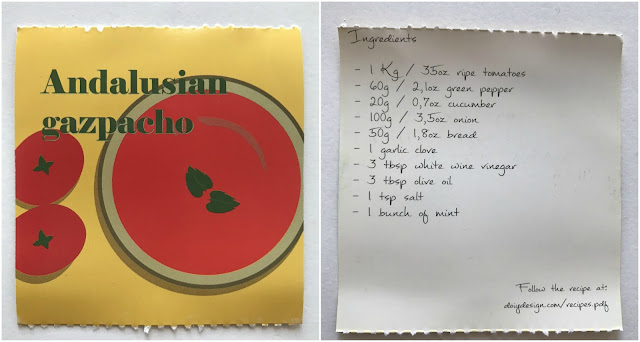 Andalusian
gazpacho
Ingredients
- 1 Kg / 35oz ripe tomatoes
- 60g / 2,1oz green pepper
- 20g / 0,7oz cucumber
- 100g / 3,5oz onion
- 50g / 1,8oz bread
- 1 garlic clove
- 3 tbsp white wine vinegar
- 3 tbsp olive oil
- 1 tsp salt
- 1 bunch of mint
Follow the recipe at:
doiydesign.com/recipes.pdf